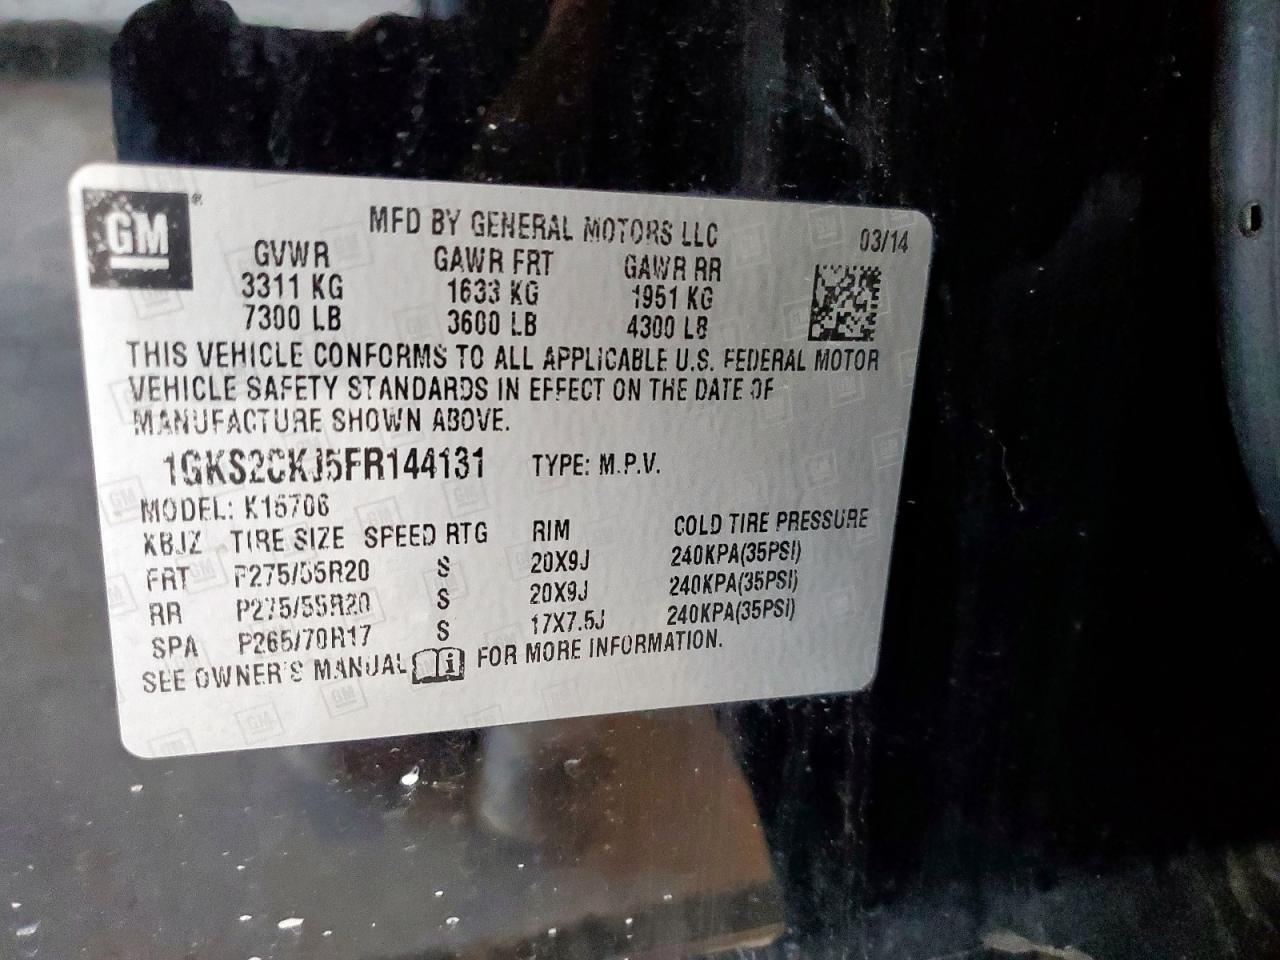 GM®
MFD BY GENERAL MOTORS LLC
03/14
GVWR GAWR FRT GAWR RR
3311 KG 1633 KG 1951 KG
7300 LB 3600 LB 4300 LB
THIS VEHICLE CONFORMS TO ALL APPLICABLE U.S. FEDERAL MOTOR
VEHICLE SAFETY STANDARDS IN EFFECT ON THE DATE OF
MANUFACTURE SHOWN ABOVE.
1GKS2CKJ5FR144131 TYPE: M.P.V.
MODEL: K15706
KBJZ TIRE SIZE SPEED RTG RIM COLD TIRE PRESSURE
FRT P275/55R20 S 20X9J 240KPA(35PSI)
RR P275/55R20 S 20X9J 240KPA(35PSI)
SPA P265/70R17 S 17X7.5J 240KPA(35PSI)
SEE OWNER'S MANUAL i FOR MORE INFORMATION.